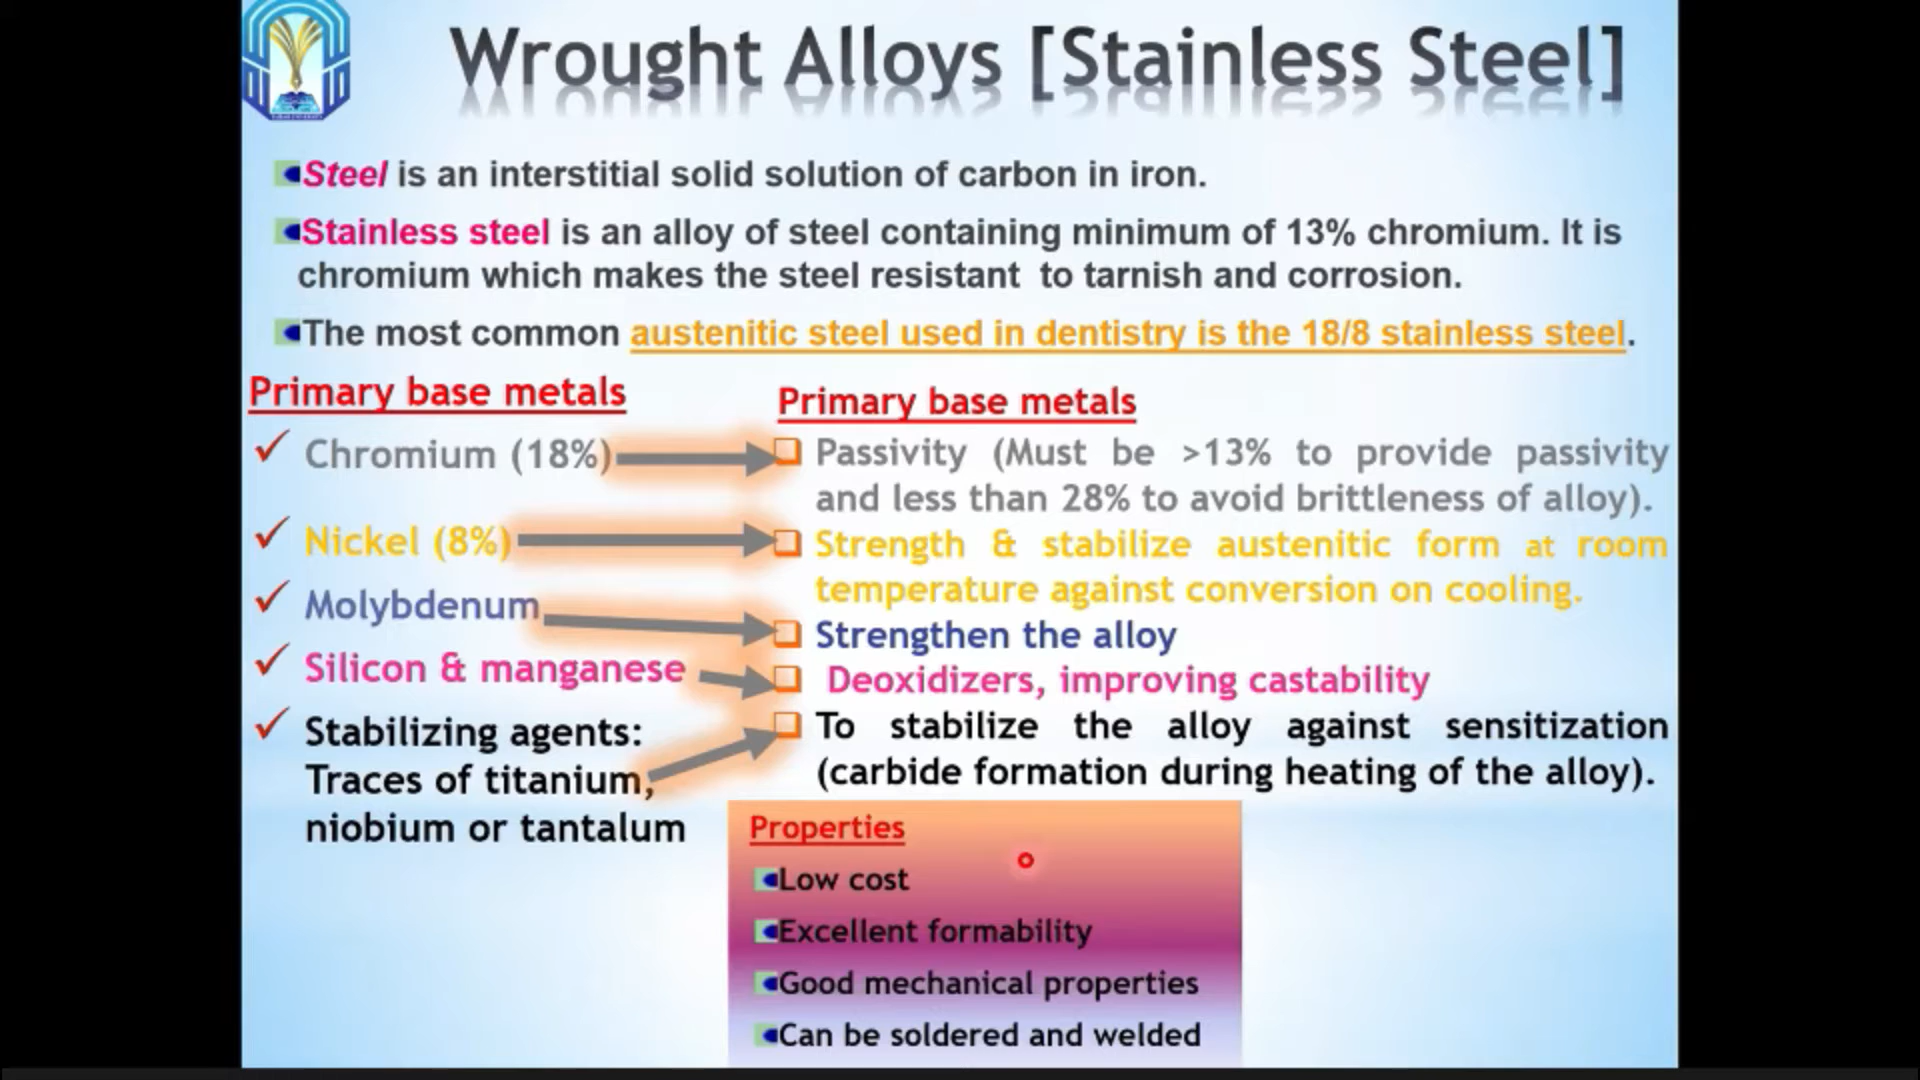 Wrought Alloys [Stainless Steel]
Steel is an interstitial solid solution of carbon in iron.
Stainless steel is an alloy of steel containing minimum of 13% chromium. It is
chromium which makes the steel resistant to tarnish and corrosion.
The most common austenitic steel used in dentistry is the 18/8 stainless steel.
Primary base metals
Chromium (18%)
Nickel (8%)
Molybdenum
Silicon & manganese
Stabilizing agents:
Traces of titanium,
niobium or tantalum
Primary base metals
Passivity (Must be >13% to provide passivity
and less than 28% to avoid brittleness of alloy).
Strength & stabilize austenitic form at room
temperature against conversion on cooling.
Strengthen the alloy
Deoxidizers, improving castability
To stabilize the alloy against sensitization
(carbide formation during heating of the alloy).
Properties
Low cost
Excellent formability
Good mechanical properties
Can be soldered and welded